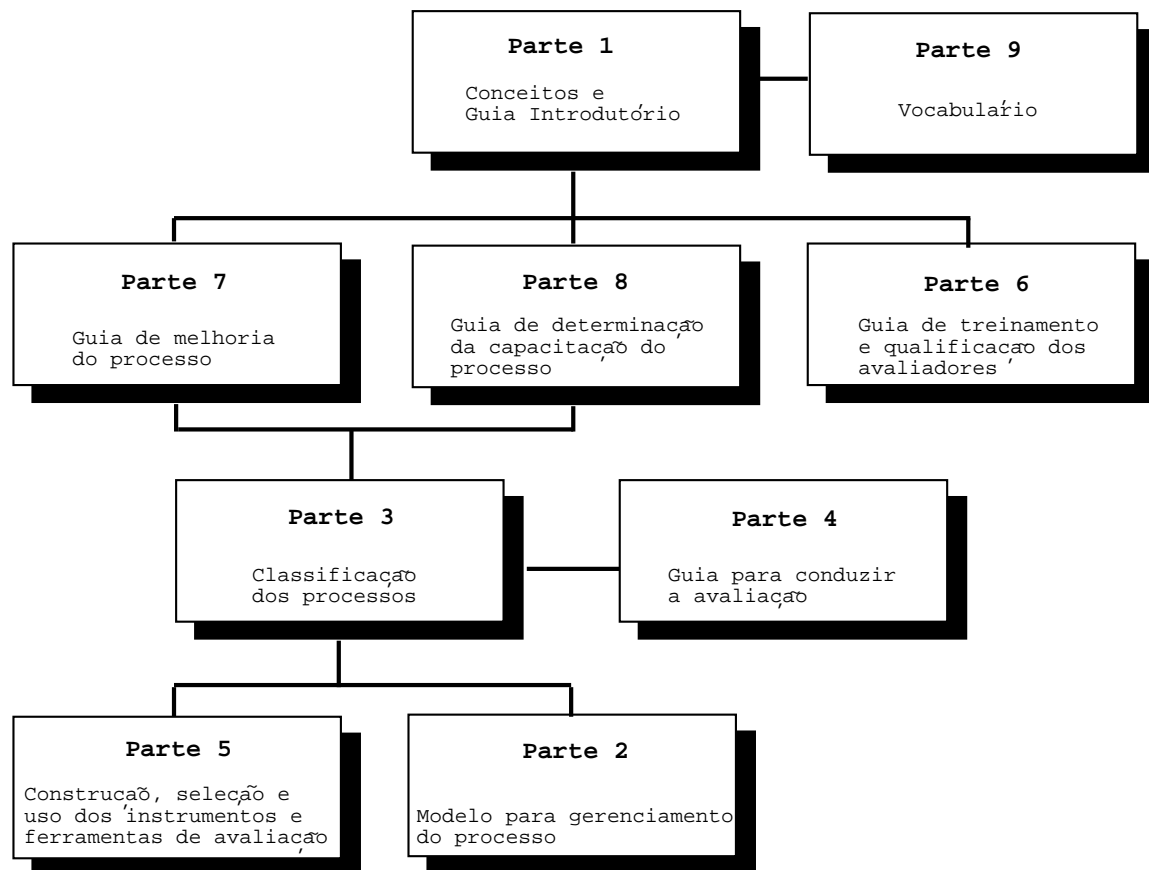 Parte 1
Conceitos e
Guia Introdutório
Parte 9
Vocabulário
Parte 7
Guia de melhoria
do processo
Parte 8
Guia de determinação
da capacitação do
processo
Parte 6
Guia de treinamento
e qualificação dos
avaliadores
Parte 3
Classificação
dos processos
Parte 4
Guia para conduzir
a avaliação
Parte 5
Construção, seleção e
uso dos instrumentos e
ferramentas de avaliação
Parte 2
Modelo para gerenciamento
do processo